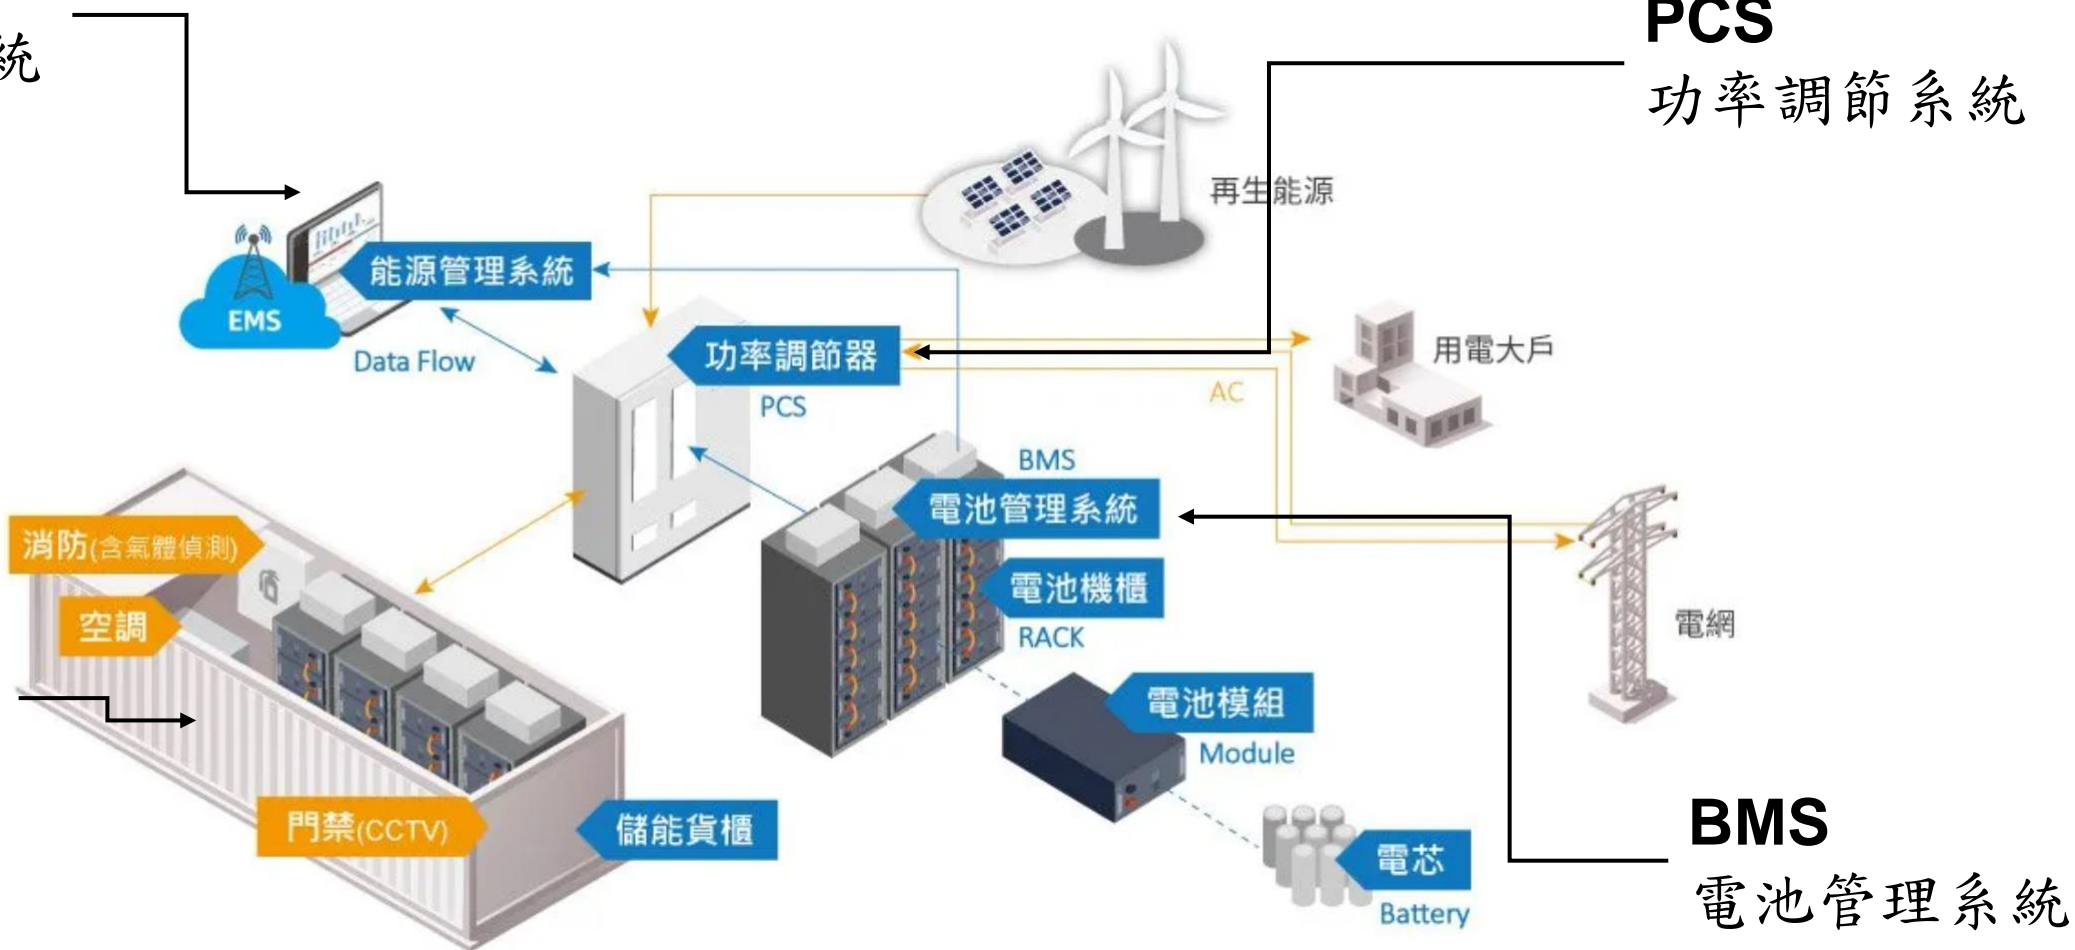 統
PCS
功率調節系統
再生能源
能源管理系統
EMS
Data Flow
功率調節器
PCS
用電大戶
AC
BMS
電池管理系統
消防(含氣體偵測)
電池機櫃
RACK
空調
電網
電池模組
Module
門禁(CCTV)
儲能貨櫃
電芯
Battery
BMS
電池管理系統